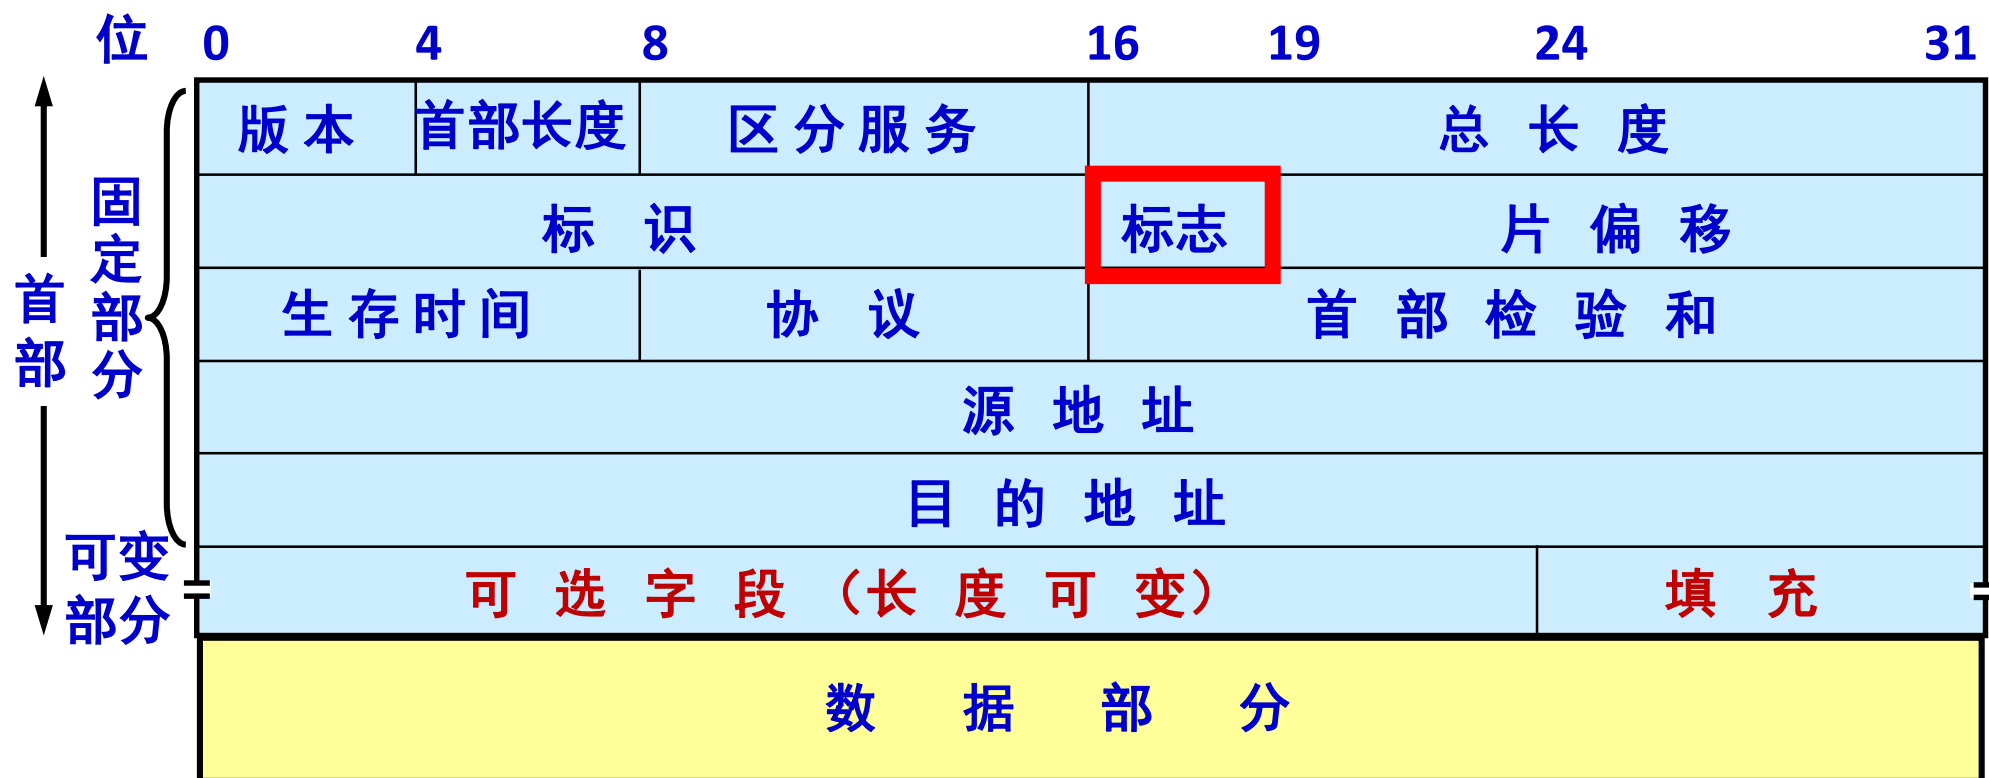 位 0 4 8 16 19 24 31
版本 首部长度 区分服务 总长度
标识 标志 片偏移
生存时间 协议 首部检验和
源地址
目的地址
可选字段（长度可变） 填充
数据部分
首部
固定部分
可变
部分